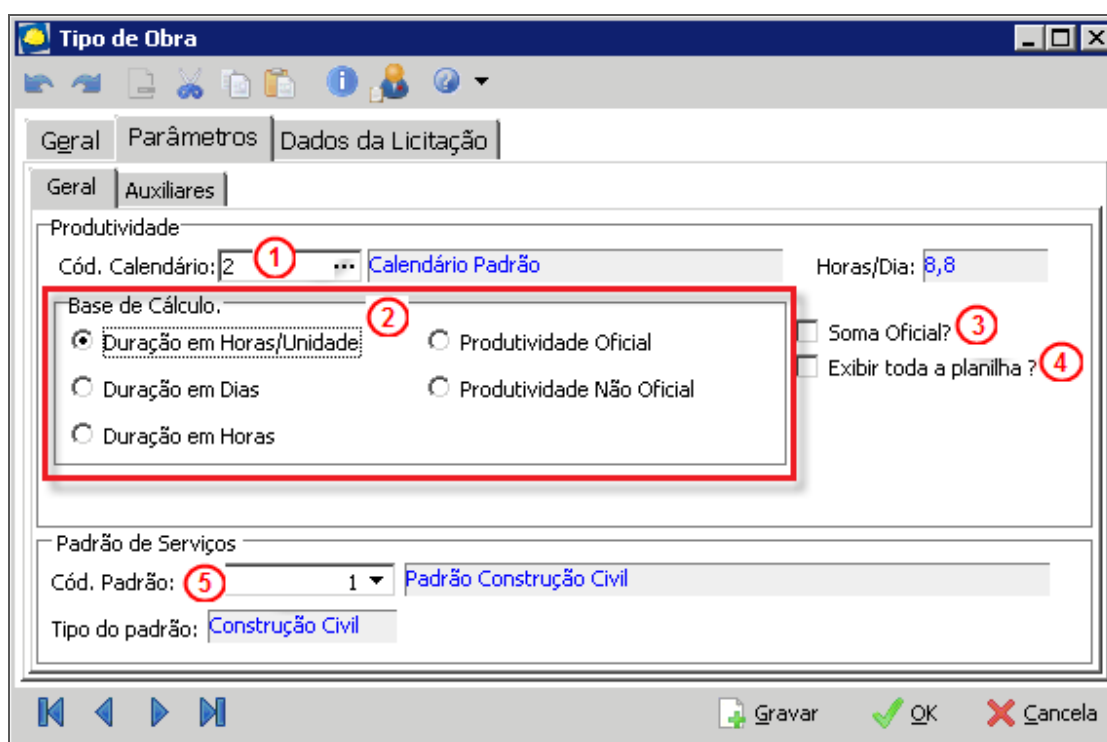 Tipo de Obra
Geral Parâmetros Dados da Licitação
Geral Auxiliares
Produtividade
Cód. Calendário: 2 1 ... Calendário Padrão Horas/Dia: 8,8
Base de Cálculo. 2
Duração em Horas/Unidade Produtividade Oficial Soma Oficial? 3
Duração em Dias Produtividade Não Oficial Exibir toda a planilha ? 4
Duração em Horas
Padrão de Serviços
Cód. Padrão: 5 1 Padrão Construção Civil
Tipo do padrão: Construção Civil
Gravar OK Cancela